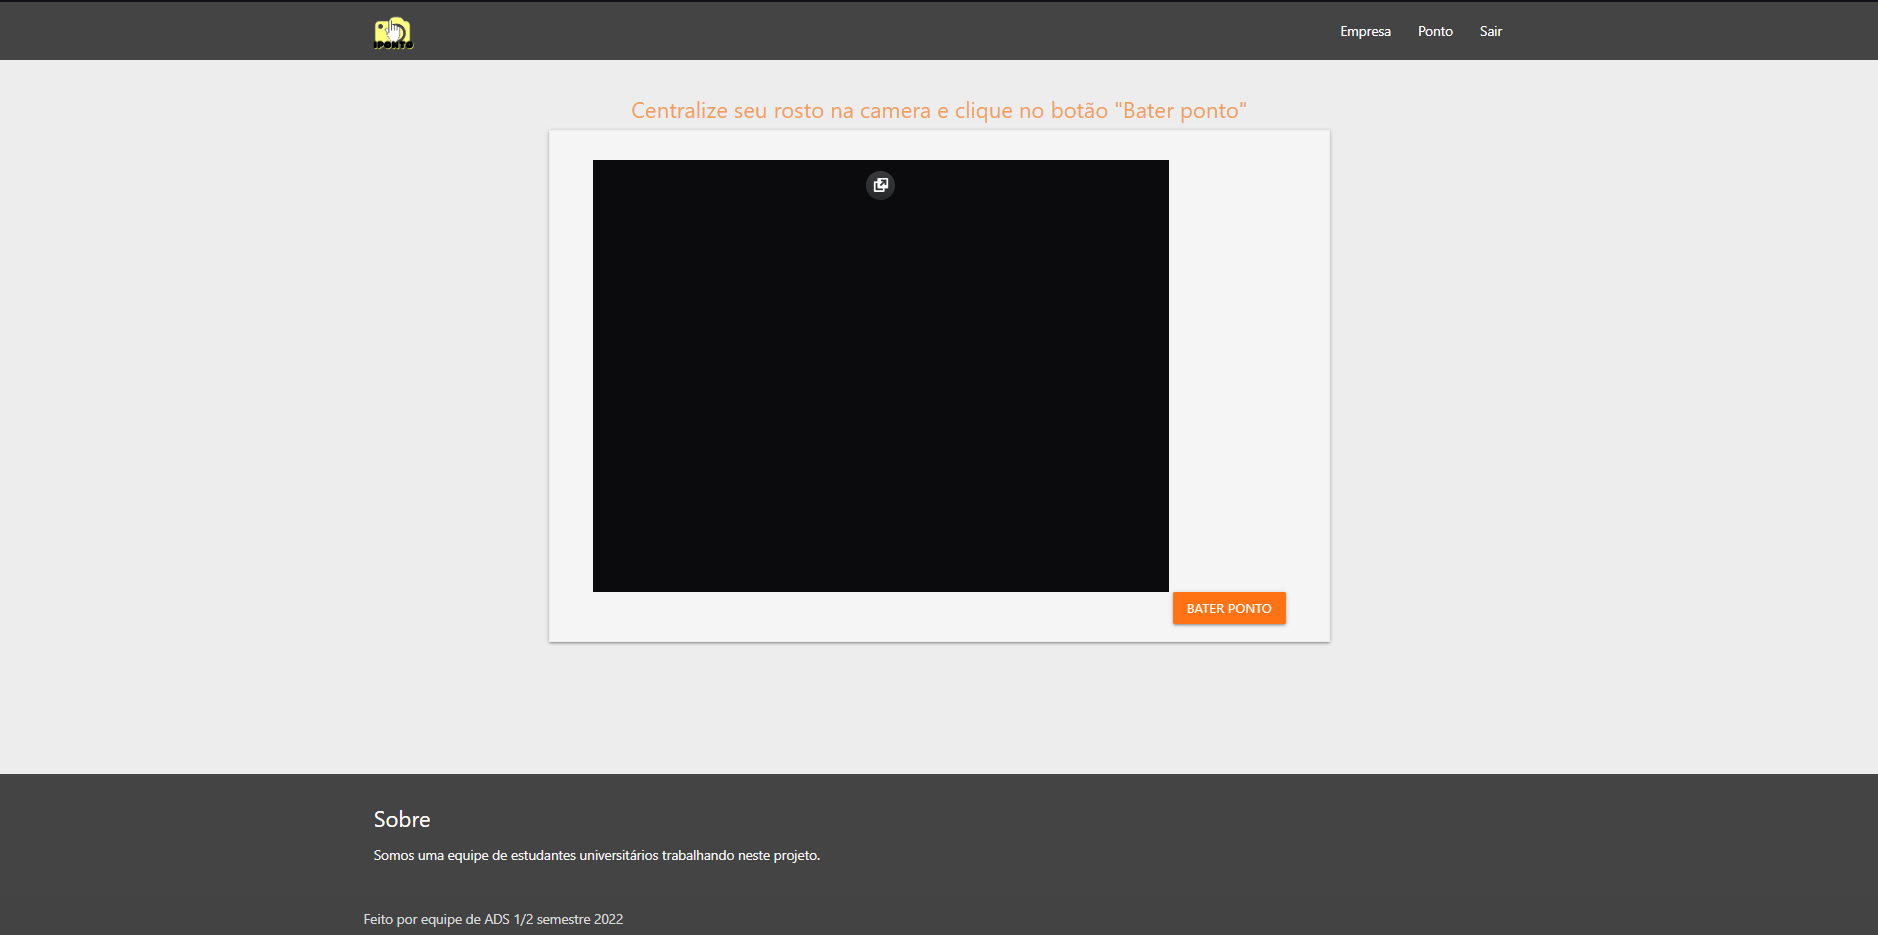 IPONTO
Empresa
Ponto
Sair
Centralize seu rosto na camera e clique no botão "Bater ponto"
BATER PONTO
Sobre
Somos uma equipe de estudantes universitários trabalhando neste projeto.
Feito por equipe de ADS 1/2 semestre 2022